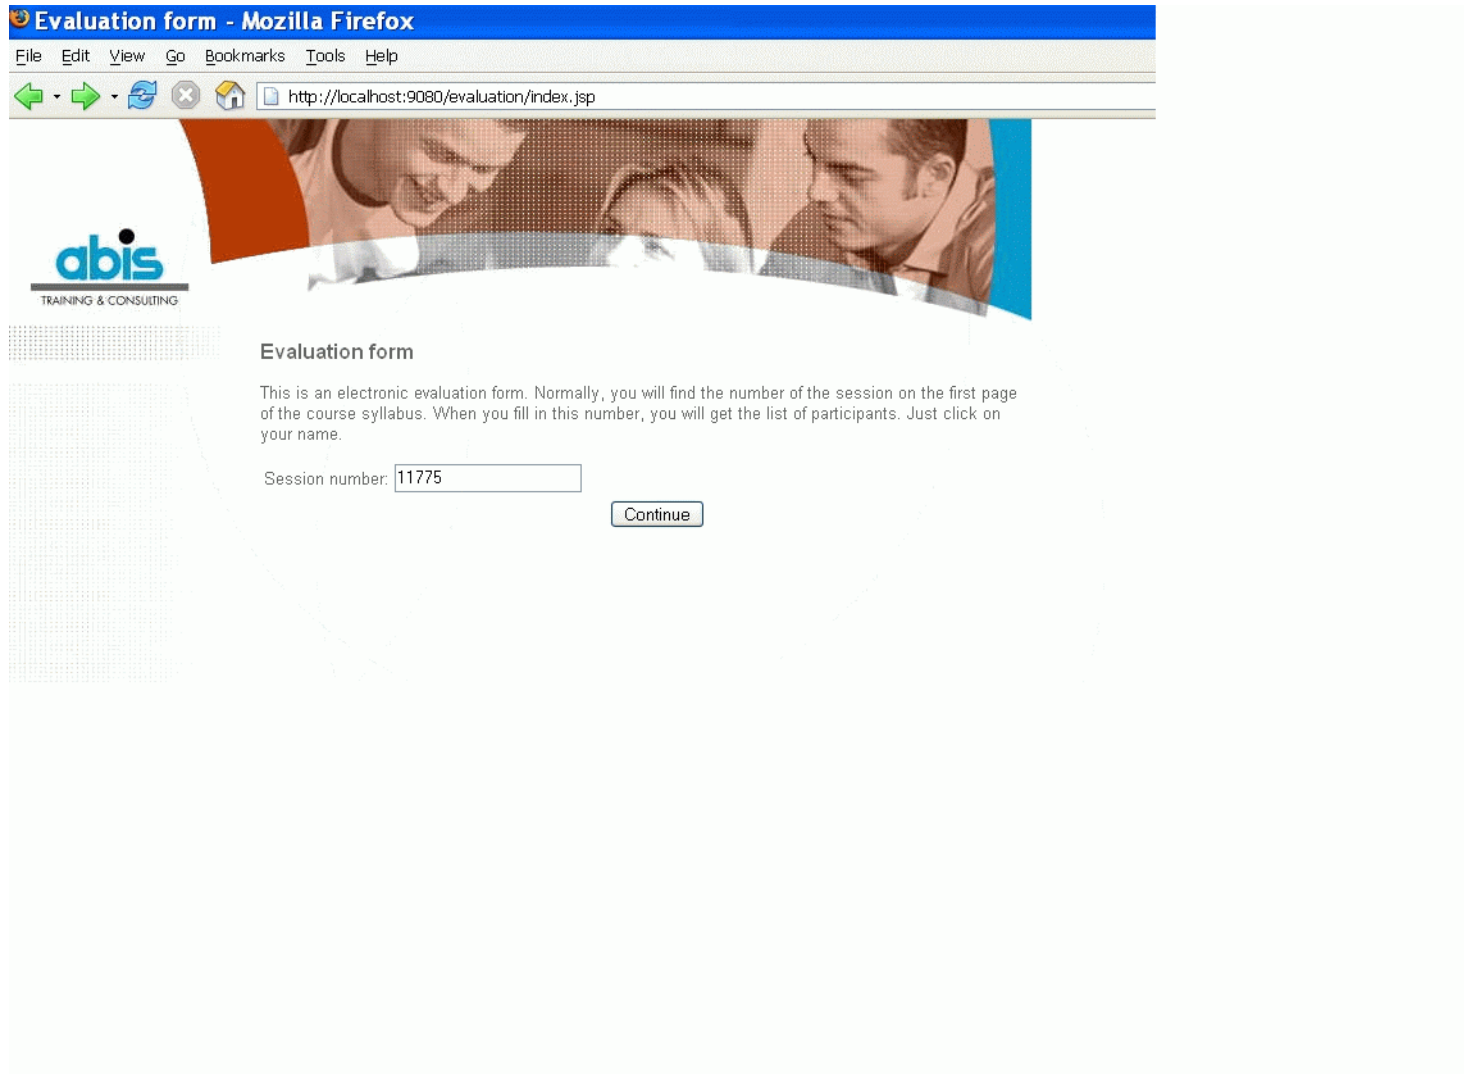 Evaluation form - Mozilla Firefox
File Edit View Go Bookmarks Tools Help
http://localhost:9080/evaluation/index.jsp
abis
TRAINING & CONSULTING
Evaluation form
This is an electronic evaluation form. Normally, you will find the number of the session on the first page
of the course syllabus. When you fill in this number, you will get the list of participants. Just click on
your name.
Session number: 11775
Continue